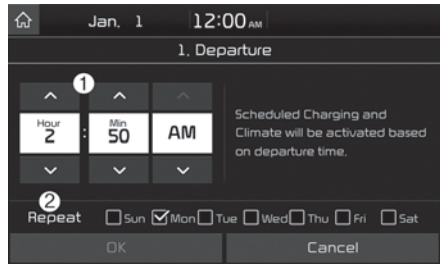 Jan. 1 12:00 AM
1. Departure
1
Hour Min
2 : 50 AM
Scheduled Charging and
Climate will be activated based
on departure time.
2
Repeat Sun Mon Tue Wed Thu Fri Sat
OK Cancel